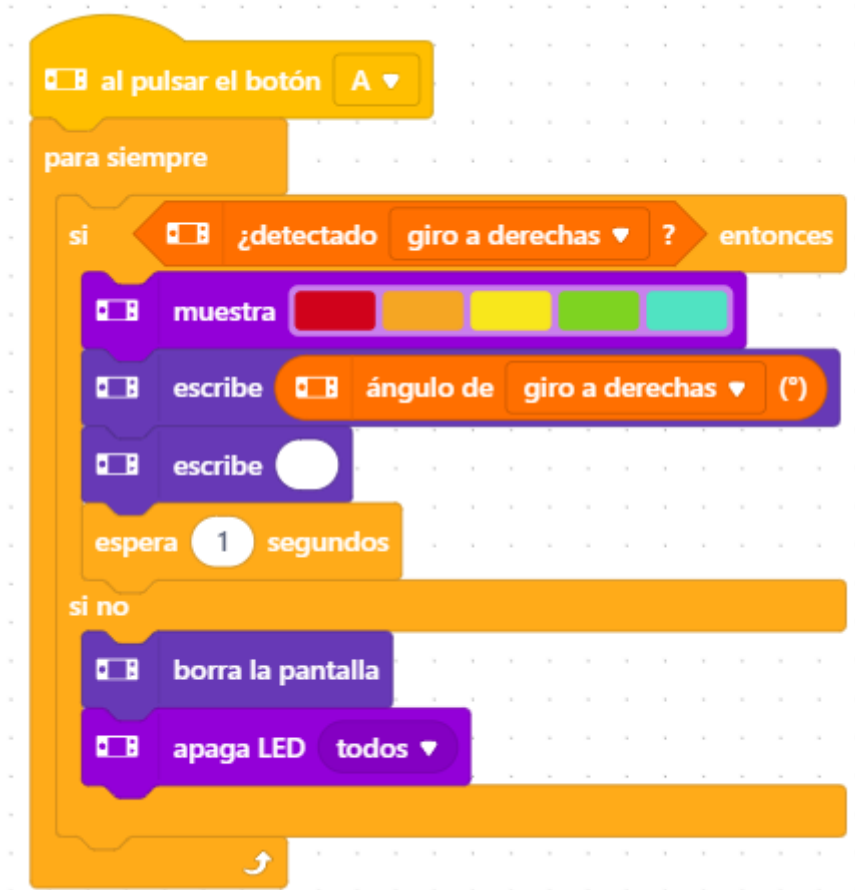 al pulsar el botón A
para siempre
si ¿detectado giro a derechas ? entonces
muestra
escribe ángulo de giro a derechas (°)
escribe
espera 1 segundos
si no
borra la pantalla
apaga LED todos